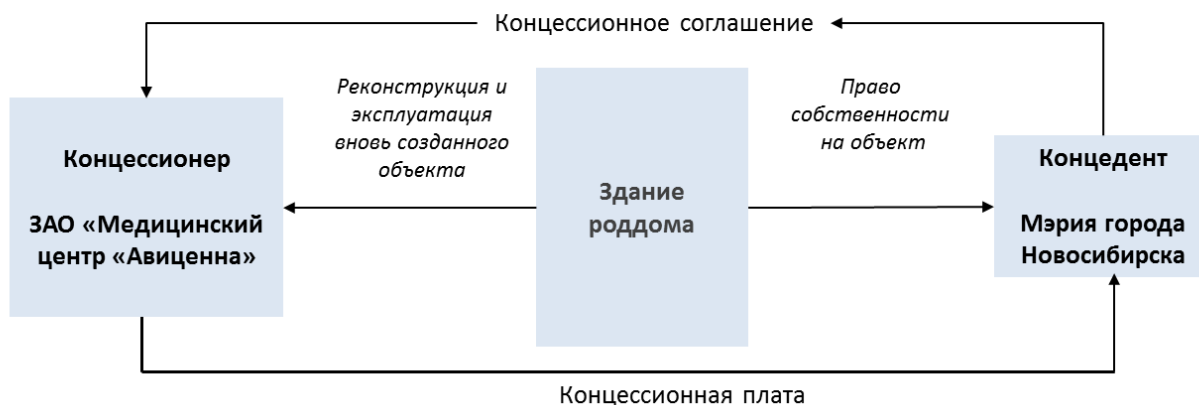 Концессионное соглашение
Реконструкция и
эксплуатация
вновь созданного
объекта
Право
собственности
на объект
Концессионер
ЗАО «Медицинский
центр «Авиценна»
Здание
роддома
Концедент
Мэрия города
Новосибирска
Концессионная плата